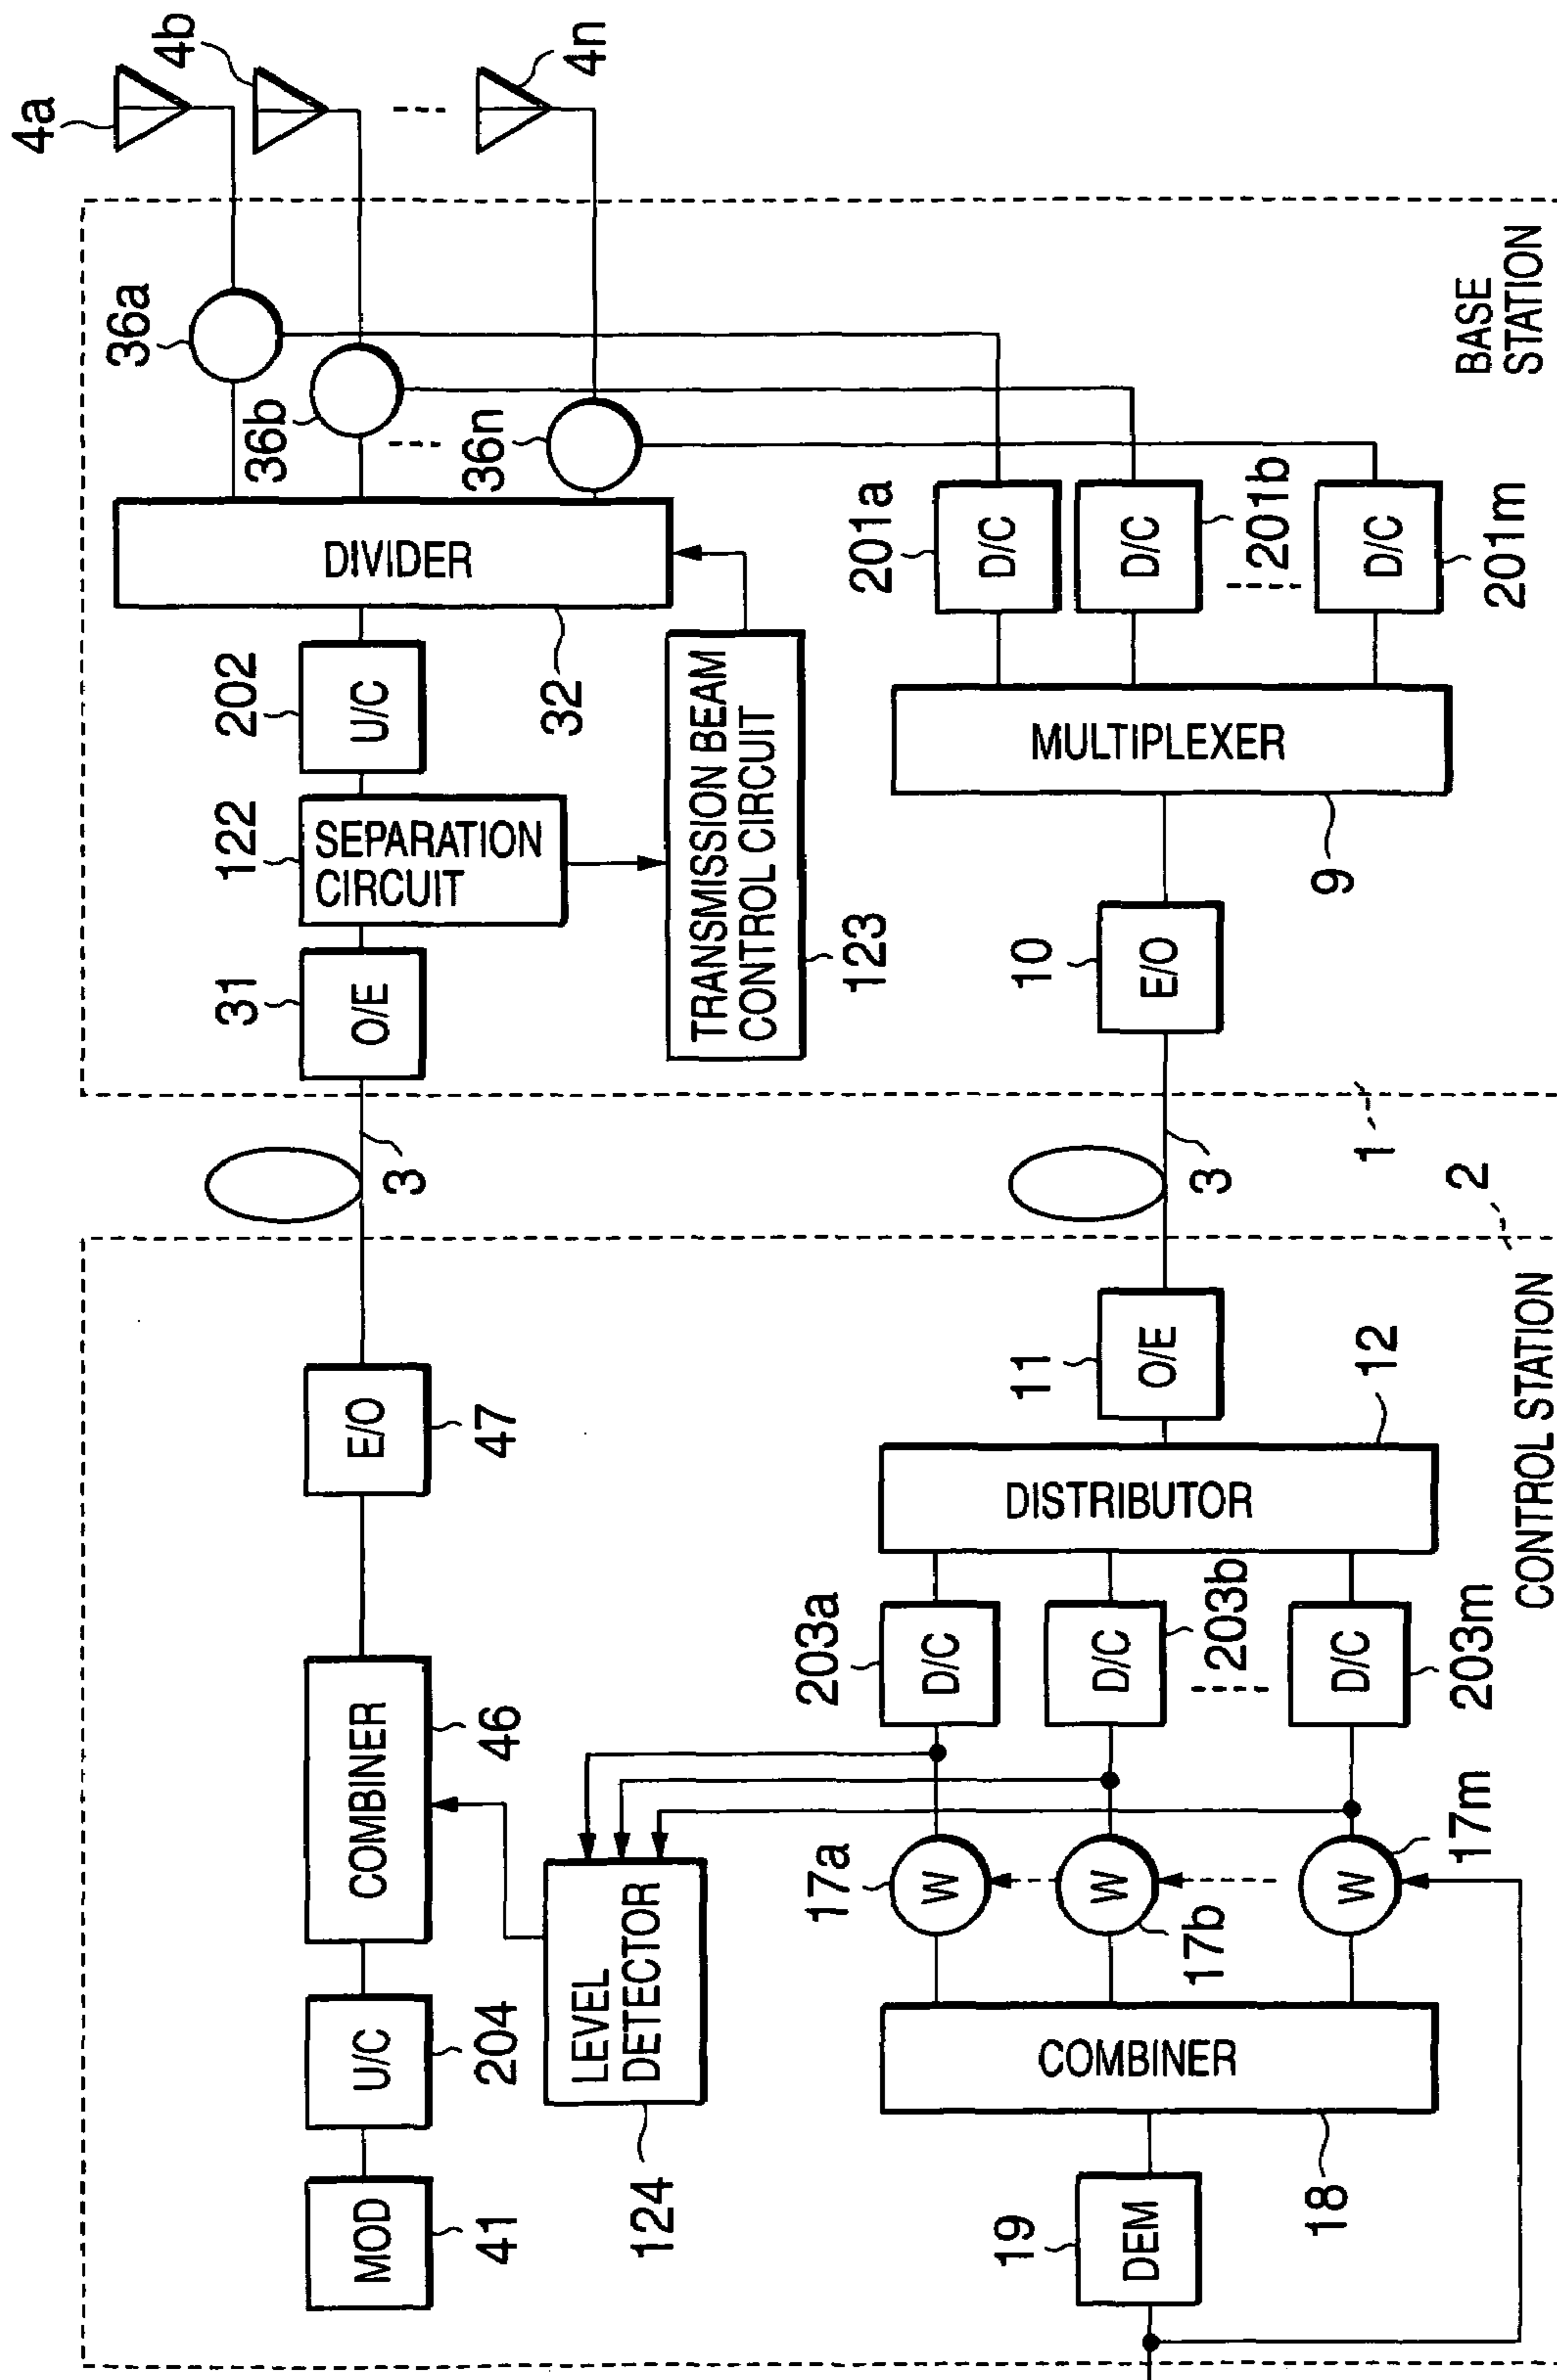 4a
4b
4n
36a
36b
36n
DIVIDER
32
202
U/C
122
SEPARATION
CIRCUIT
31
O/E
TRANSMISSION BEAM
CONTROL CIRCUIT
123
201a
D/C
D/C
201b
D/C
201m
MULTIPLEXER
9
10
E/O
BASE
STATION
1
3
3
2
E/O
47
COMBINER
46
U/C
204
MOD
41
LEVEL
DETECTOR
124
11
O/E
DISTRIBUTOR
12
203a
D/C
D/C
203b
D/C
203m
17a
W
W
17b
W
17m
COMBINER
18
19
DEM
CONTROL STATION